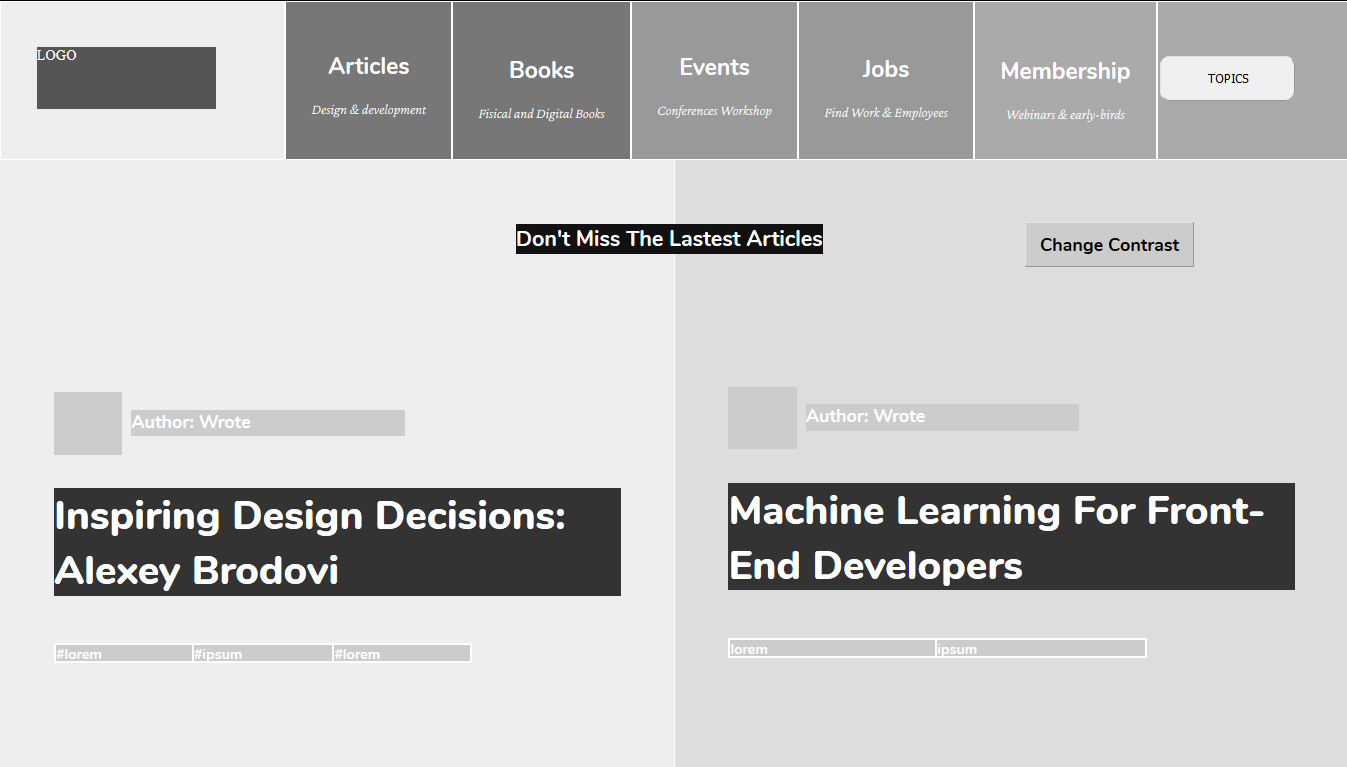 LOGO
Articles
Design & development
Books
Fisical and Digital Books
Events
Conferences Workshop
Jobs
Find Work & Employees
Membership
Webinars & early-birds
TOPICS
Don't Miss The Lastest Articles
Change Contrast
Author: Wrote
Inspiring Design Decisions:
Alexey Brodovi
#lorem #ipsum #lorem
Author: Wrote
Machine Learning For Front-
End Developers
lorem ipsum